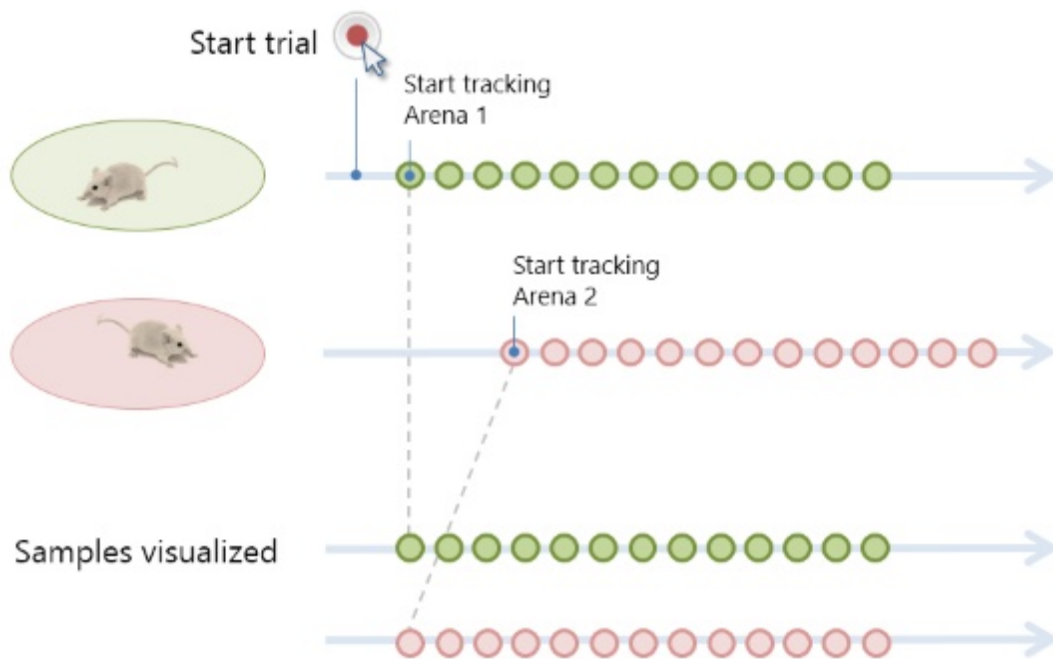 Start trial
Start tracking
Arena 1
Start tracking
Arena 2
Samples visualized